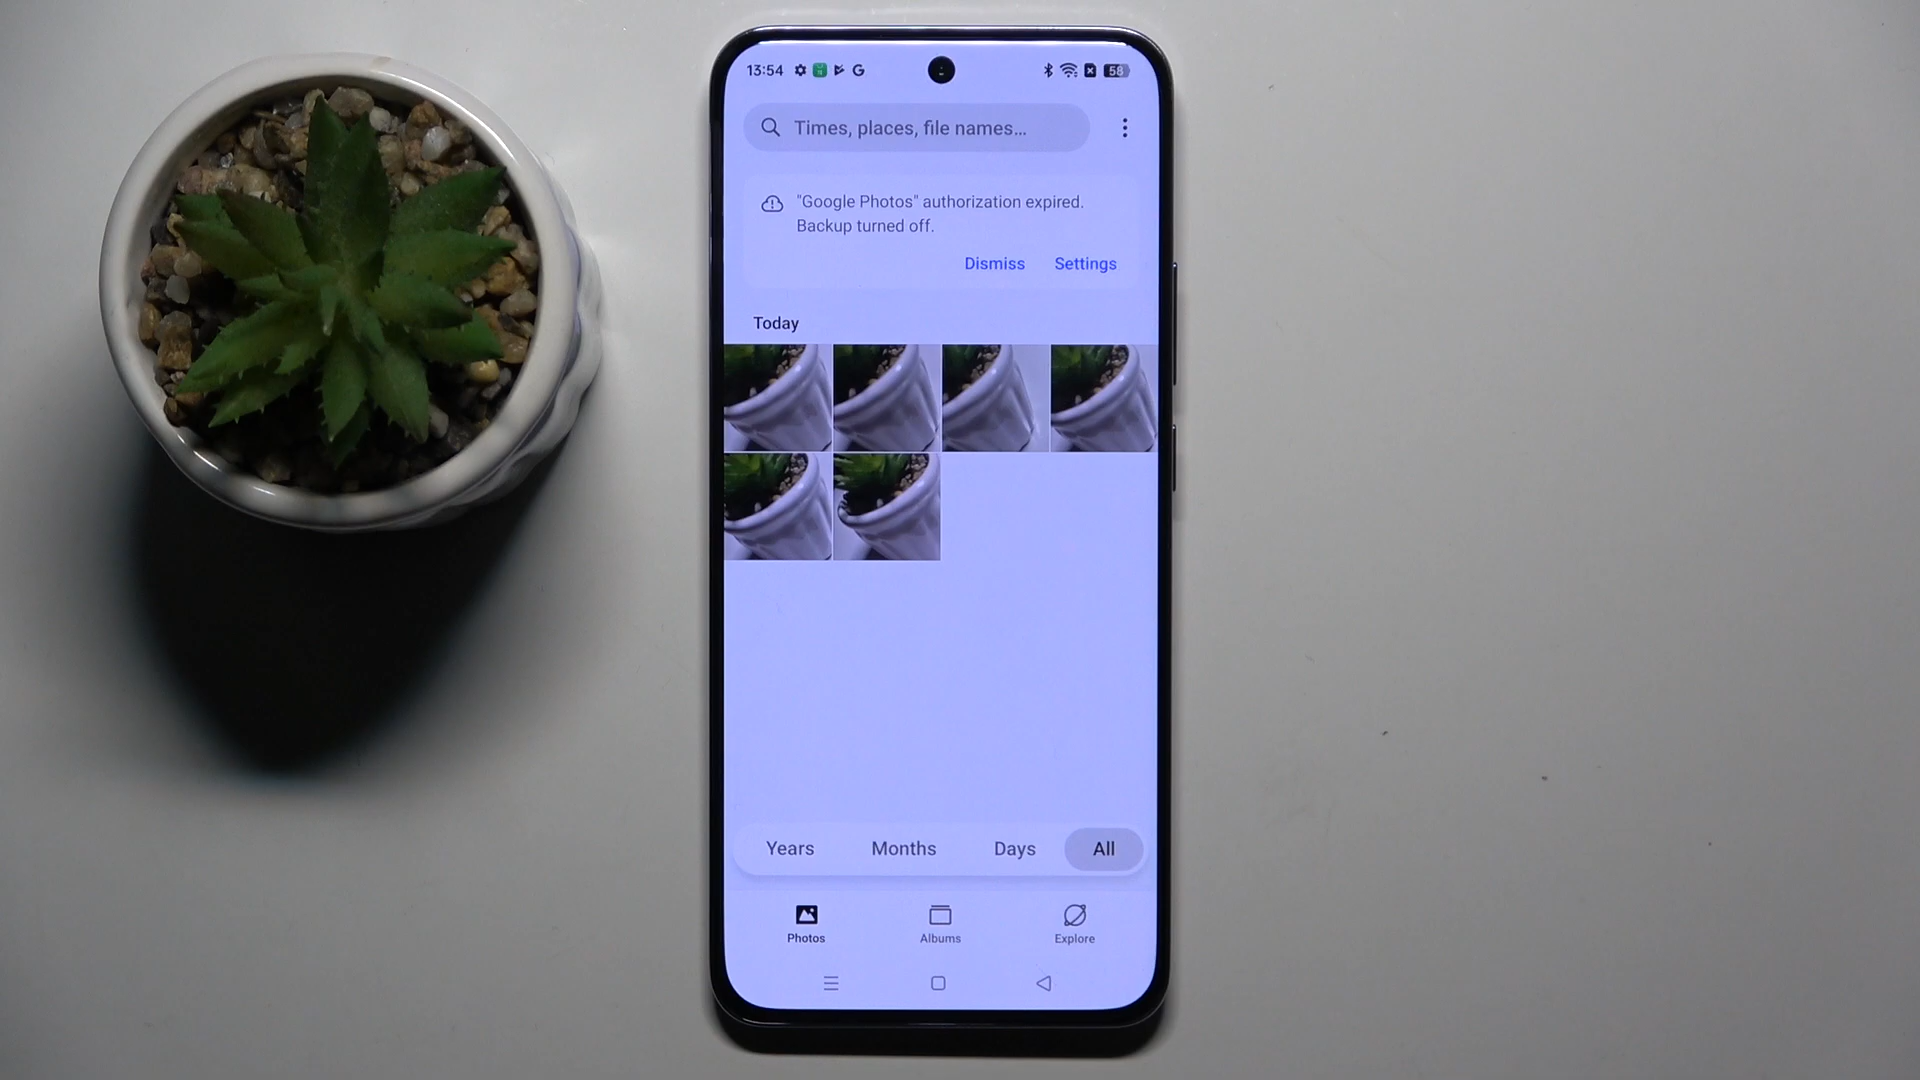 13:54 G 58
Times, places, file names...
"Google Photos" authorization expired.
Backup turned off.
Dismiss Settings
Today
Years Months Days All
Photos Albums Explore